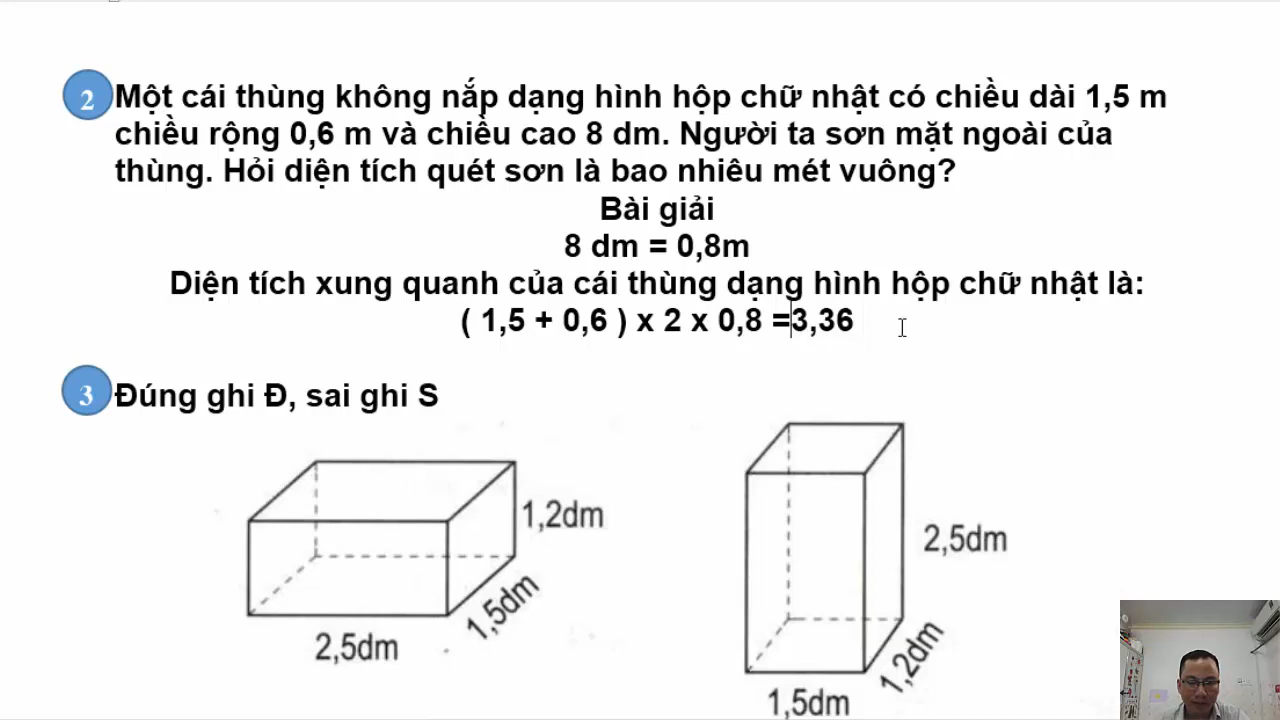 2 Một cái thùng không nắp dạng hình hộp chữ nhật có chiều dài 1,5 m
chiều rộng 0,6 m và chiều cao 8 dm. Người ta sơn mặt ngoài của
thùng. Hỏi diện tích quét sơn là bao nhiêu mét vuông?
Bài giải
8 dm = 0,8m
Diện tích xung quanh của cái thùng dạng hình hộp chữ nhật là:
( 1,5 + 0,6 ) x 2 x 0,8 =3,36
3 Đúng ghi Đ, sai ghi S
1,2dm
1,5dm
2,5dm
2,5dm
1,2dm
1,5dm